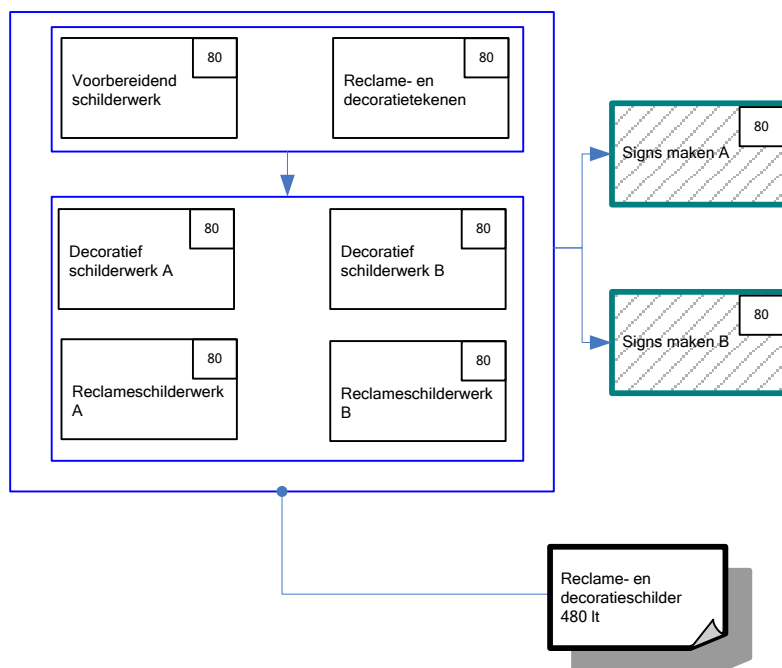 80
Voorbereidend
schilderwerk
80
Reclame- en
decoratietekenen
80
Signs maken A
80
Decoratief
schilderwerk A
80
Decoratief
schilderwerk B
80
Signs maken B
80
Reclameschilderwerk
A
80
Reclameschilderwerk
B
Reclame- en
decoratieschilder
480 lt